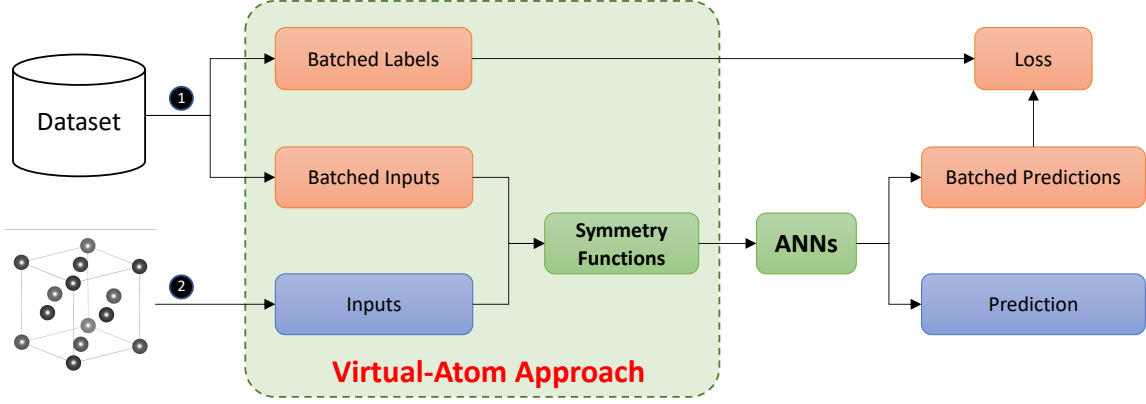 Batched Labels
Loss
1
Dataset
Batched Inputs
Batched Predictions
Symmetry
Functions
ANNs
2
Inputs
Prediction
Virtual-Atom Approach